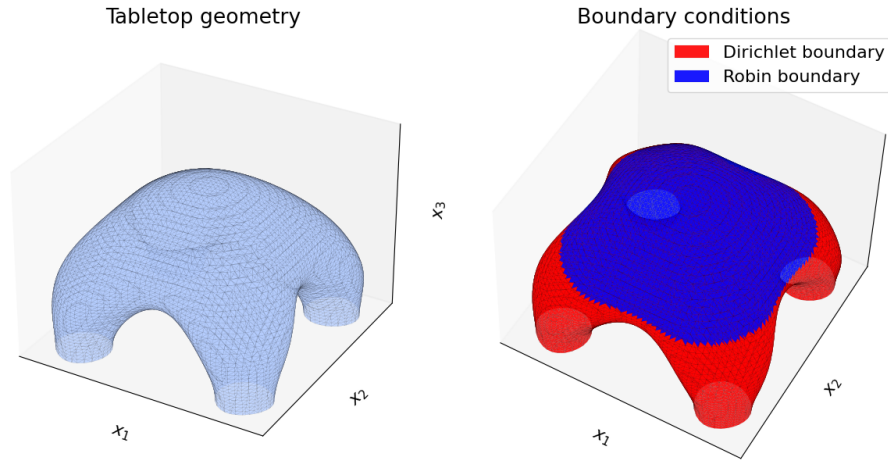 Tabletop geometry
x₁
x₂
x₃
Boundary conditions
Dirichlet boundary
Robin boundary
x₁
x₂